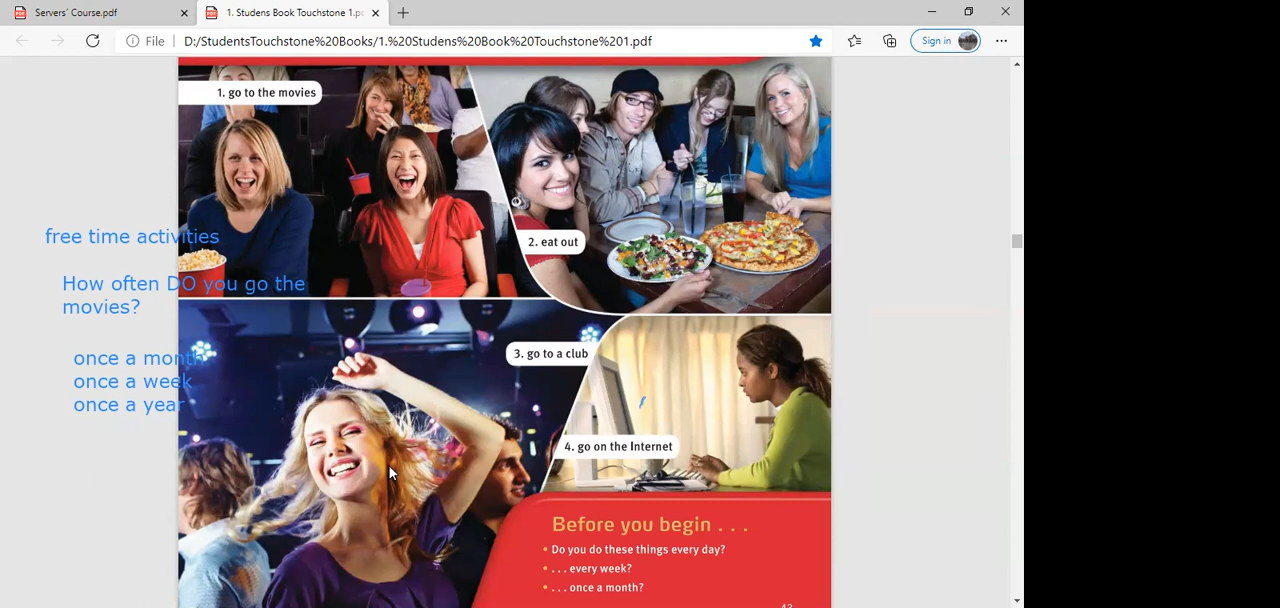 Servers' Course.pdf
1. Studens Book Touchstone 1.pc
File
D:/StudentsTouchstone%20Books/1.%20Studens%20Book%20Touchstone%201.pdf
Sign in
1. go to the movies
2. eat out
free time activities
How often DO you go the
movies?
once a month
once a week
once a year
3. go to a club
4. go on the Internet
Before you begin . . .
• Do you do these things every day?
• . . . every week?
• . . . once a month?